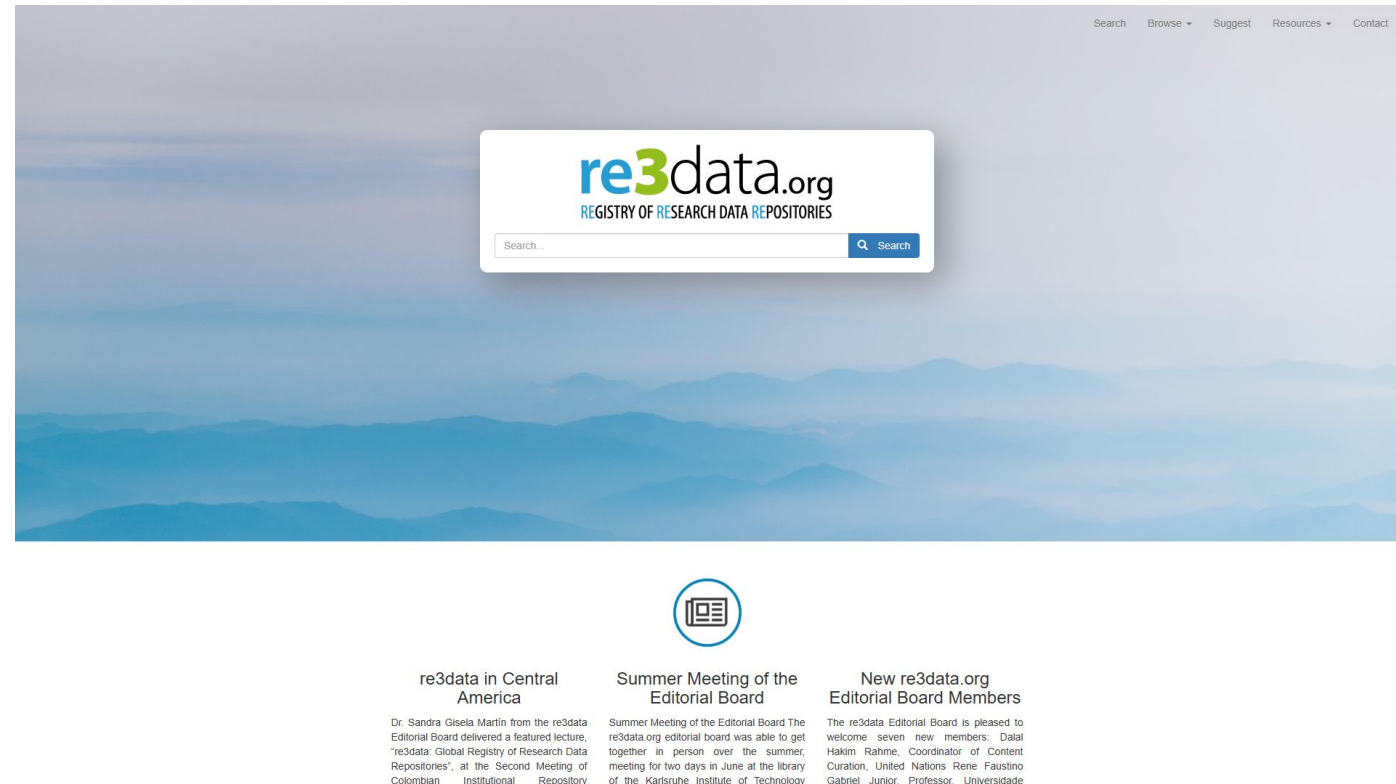 Search Browse Suggest Resources Contact
re3data.org
REGISTRY OF RESEARCH DATA REPOSITORIES
Search...
Search
re3data in Central
America
Dr. Sandra Gisela Martín from the re3data
Editorial Board delivered a featured lecture,
“re3data: Global Registry of Research Data
Repositories”, at the Second Meeting of
Colombian Institutional Repository
Summer Meeting of the
Editorial Board
Summer Meeting of the Editorial Board The
re3data.org editorial board was able to get
together in person over the summer,
meeting for two days in June at the library
of the Karlsruhe Institute of Technology
New re3data.org
Editorial Board Members
The re3data Editorial Board is pleased to
welcome seven new members: Dalal
Hakim Rahme, Coordinator of Content
Curation, United Nations Rene Faustino
Gabriel Junior, Professor, Universidade